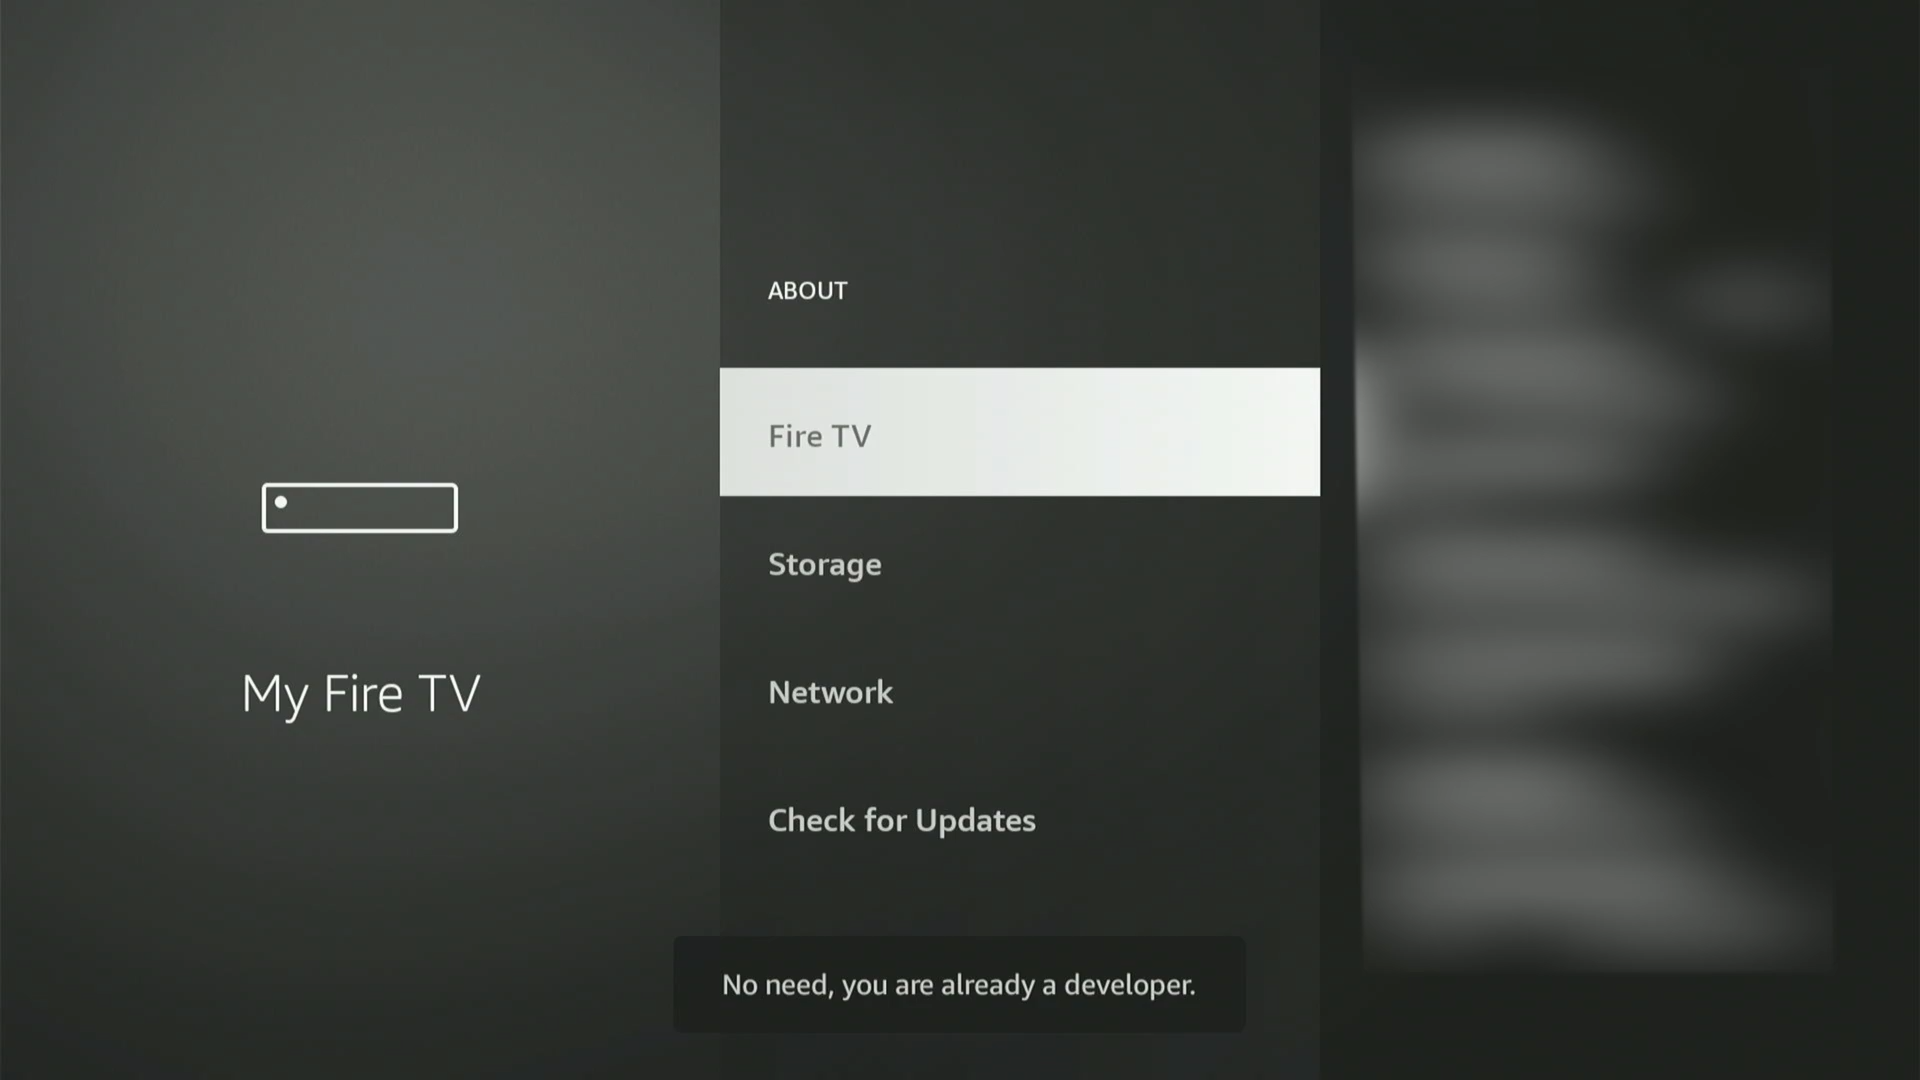 ABOUT
Fire TV
Storage
My Fire TV
Network
Check for Updates
No need, you are already a developer.